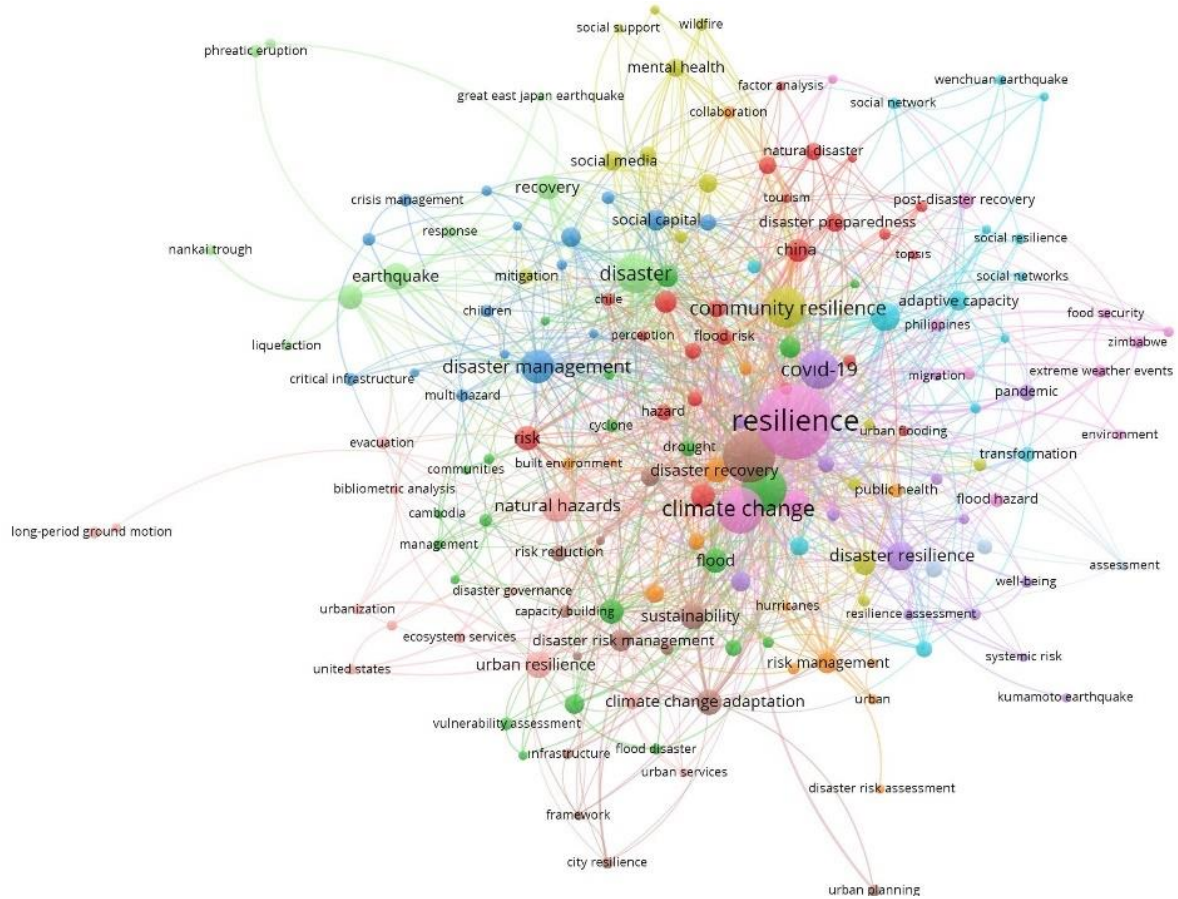 social support
wildfire
phreatic eruption
mental health
wenchuan earthquake
factor analysis
great east japan earthquake
social network
collaboration
natural disaster
social media
recovery
tourism
post-disaster recovery
crisis management
social capital
disaster preparedness
response
social resilience
nankai trough
china
topsis
earthquake
mitigation
disaster
social networks
chile
community resilience
adaptive capacity
children
food security
philippines
perception
flood risk
liquefaction
zimbabwe
disaster management
covid-19
critical infrastructure
migration
extreme weather events
multi-hazard
pandemic
hazard
resilience
cyclone
urban flooding
environment
risk
evacuation
drought
transformation
built environment
disaster recovery
communities
bibliometric analysis
public health
flood hazard
natural hazards
climate change
cambodia
long-period ground motion
management
risk reduction
flood
disaster resilience
assessment
disaster governance
well-being
urbanization
capacity building
hurricanes
sustainability
resilience assessment
ecosystem services
disaster risk management
systemic risk
united states
urban resilience
risk management
climate change adaptation
urban
kumamoto earthquake
vulnerability assessment
infrastructure
flood disaster
urban services
disaster risk assessment
framework
city resilience
urban planning